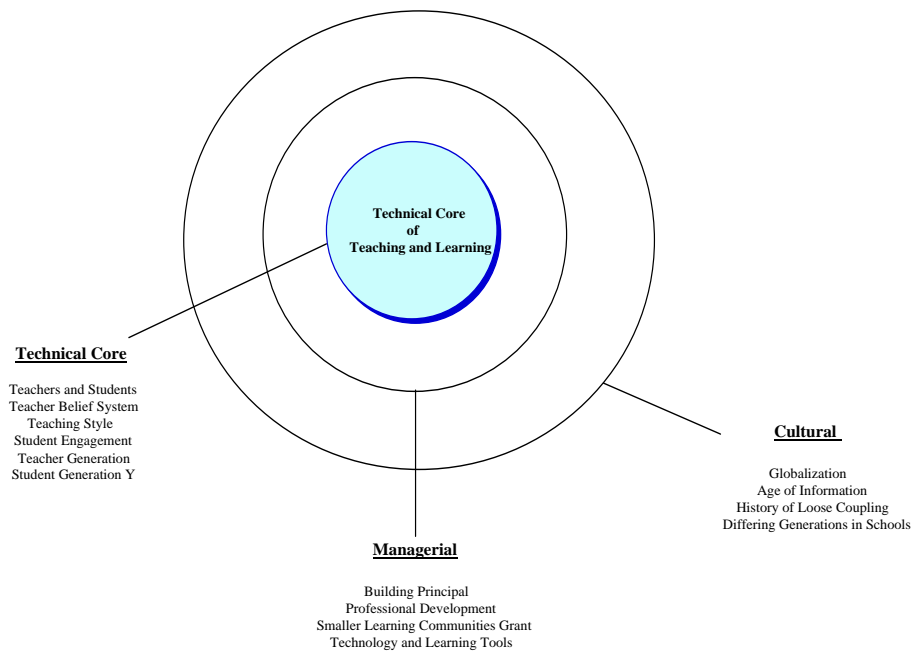 Technical Core
of
Teaching and Learning
Technical Core
Teachers and Students
Teacher Belief System
Teaching Style
Student Engagement
Teacher Generation
Student Generation Y
Managerial
Building Principal
Professional Development
Smaller Learning Communities Grant
Technology and Learning Tools
Cultural
Globalization
Age of Information
History of Loose Coupling
Differing Generations in Schools